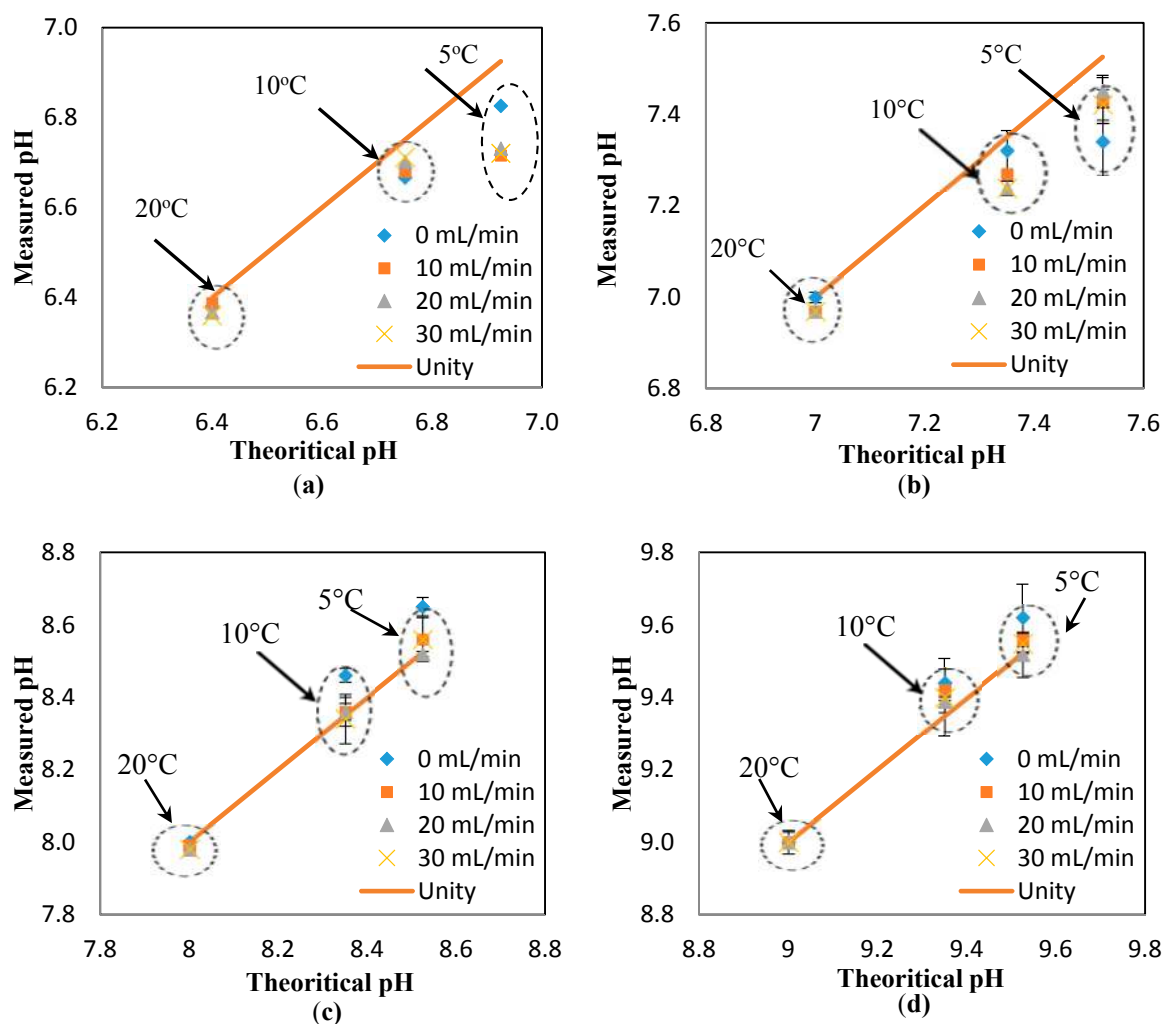 7.0
6.8
6.6
6.4
6.2
Measured pH
5°C
10°C
20°C
0 mL/min
10 mL/min
20 mL/min
30 mL/min
Unity
6.2 6.4 6.6 6.8 7.0
Theoritical pH
(a)
7.6
7.4
7.2
7.0
6.8
Measured pH
5°C
10°C
20°C
0 mL/min
10 mL/min
20 mL/min
30 mL/min
Unity
6.8 7 7.2 7.4 7.6
Theoritical pH
(b)
8.8
8.6
8.4
8.2
8.0
7.8
Measured pH
5°C
10°C
20°C
0 mL/min
10 mL/min
20 mL/min
30 mL/min
Unity
7.8 8 8.2 8.4 8.6 8.8
Theoritical pH
(c)
9.8
9.6
9.4
9.2
9.0
8.8
Measured pH
5°C
10°C
20°C
0 mL/min
10 mL/min
20 mL/min
30 mL/min
Unity
8.8 9 9.2 9.4 9.6 9.8
Theoritical pH
(d)